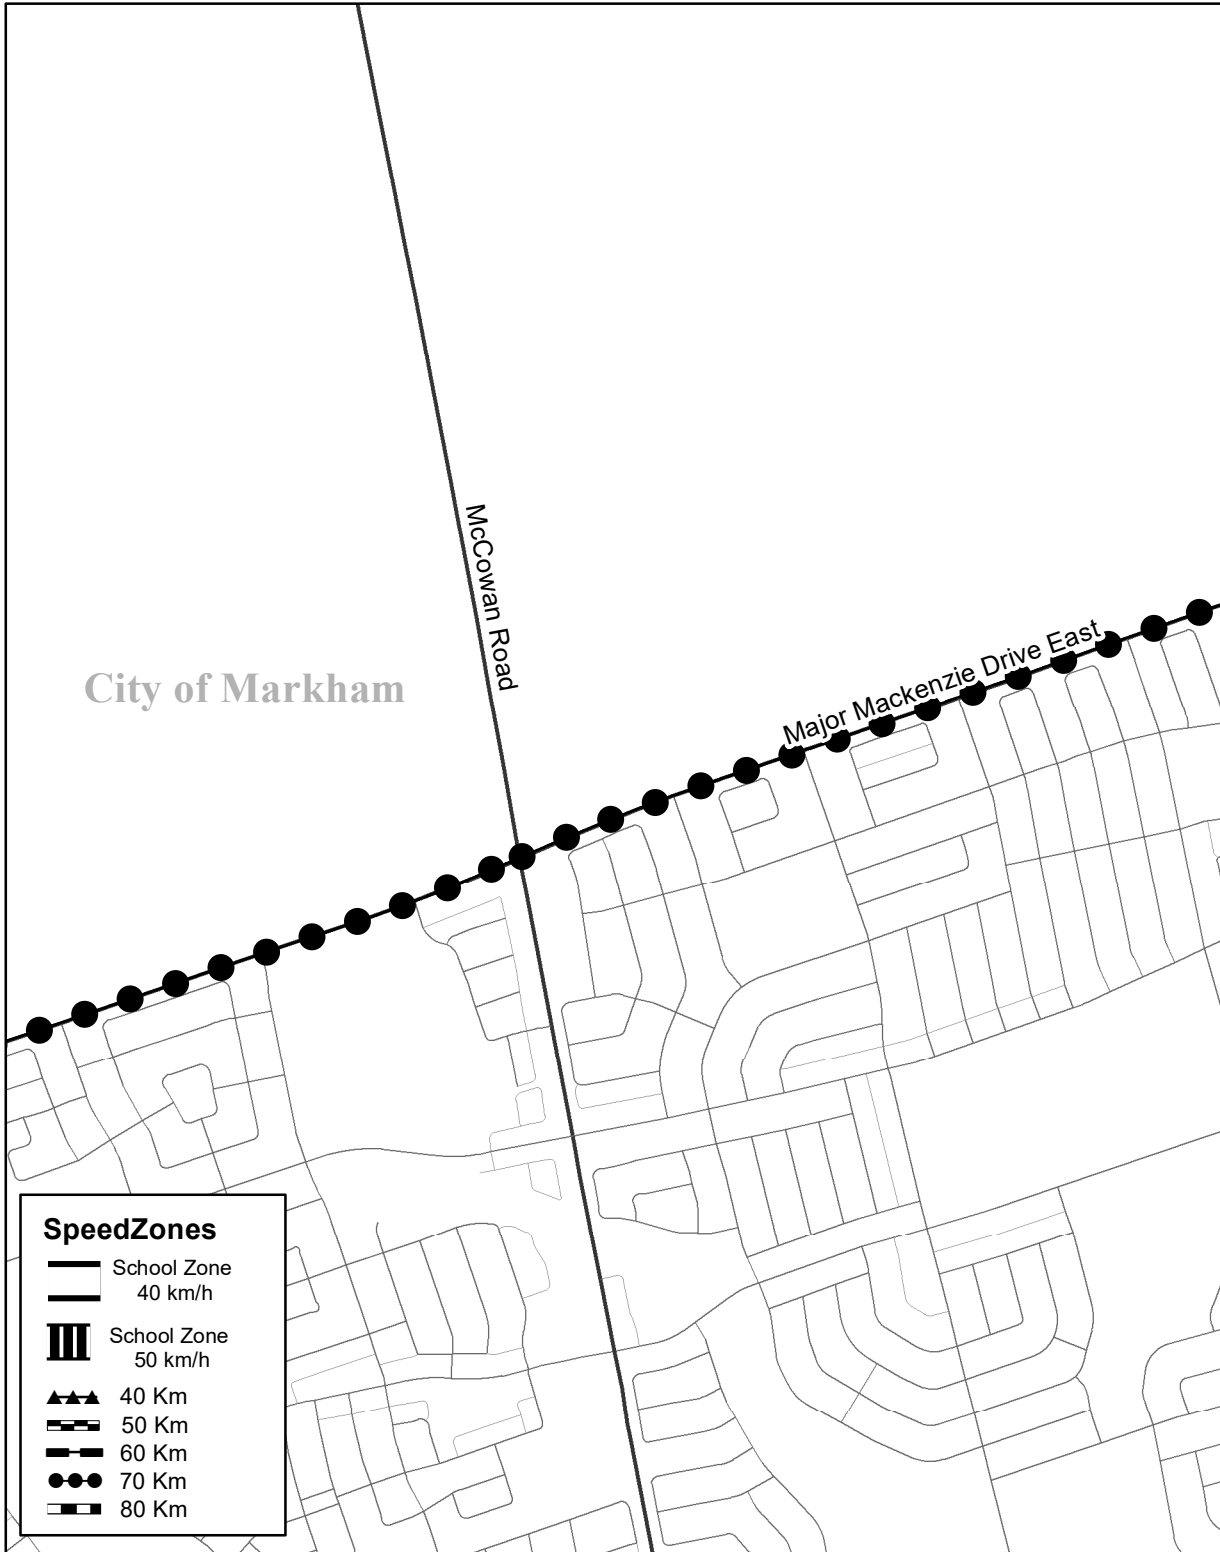 McCowan Road
Major Mackenzie Drive East
City of Markham
SpeedZones
School Zone
40 km/h
School Zone
50 km/h
40 Km
50 Km
60 Km
70 Km
80 Km